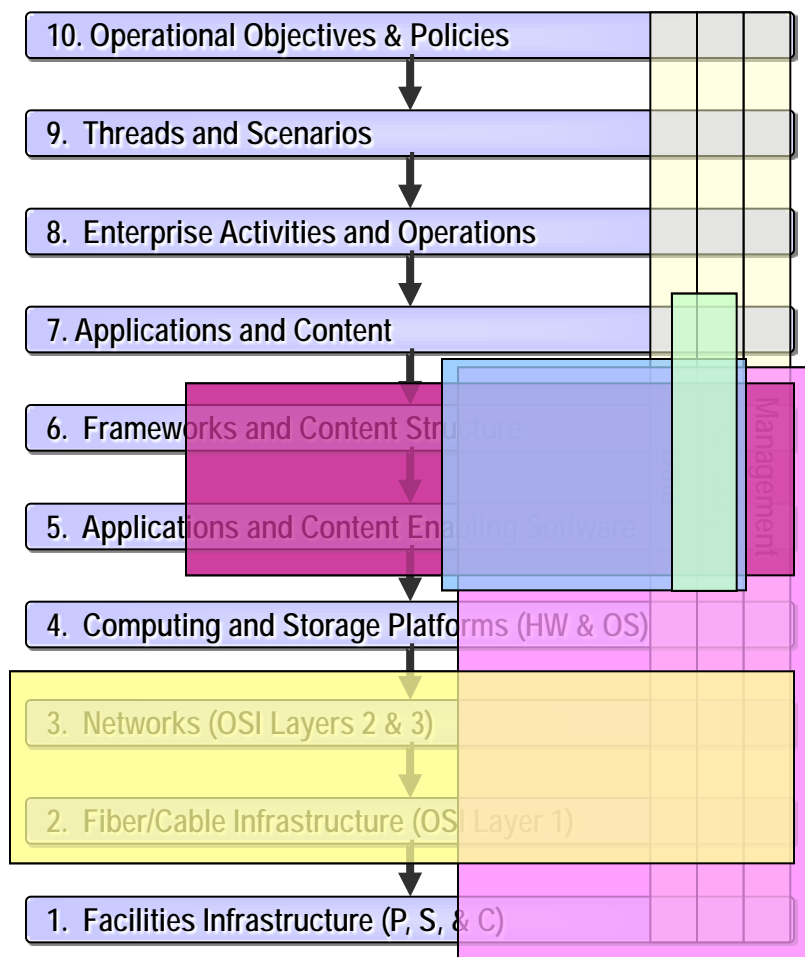 10. Operational Objectives & Policies
9. Threads and Scenarios
8. Enterprise Activities and Operations
7. Applications and Content
6. Frameworks and Content Structure
5. Applications and Content Enabling Software
4. Computing and Storage Platforms (HW & OS)
3. Networks (OSI Layers 2 & 3)
2. Fiber/Cable Infrastructure (OSI Layer 1)
1. Facilities Infrastructure (P, S, & C)
Management